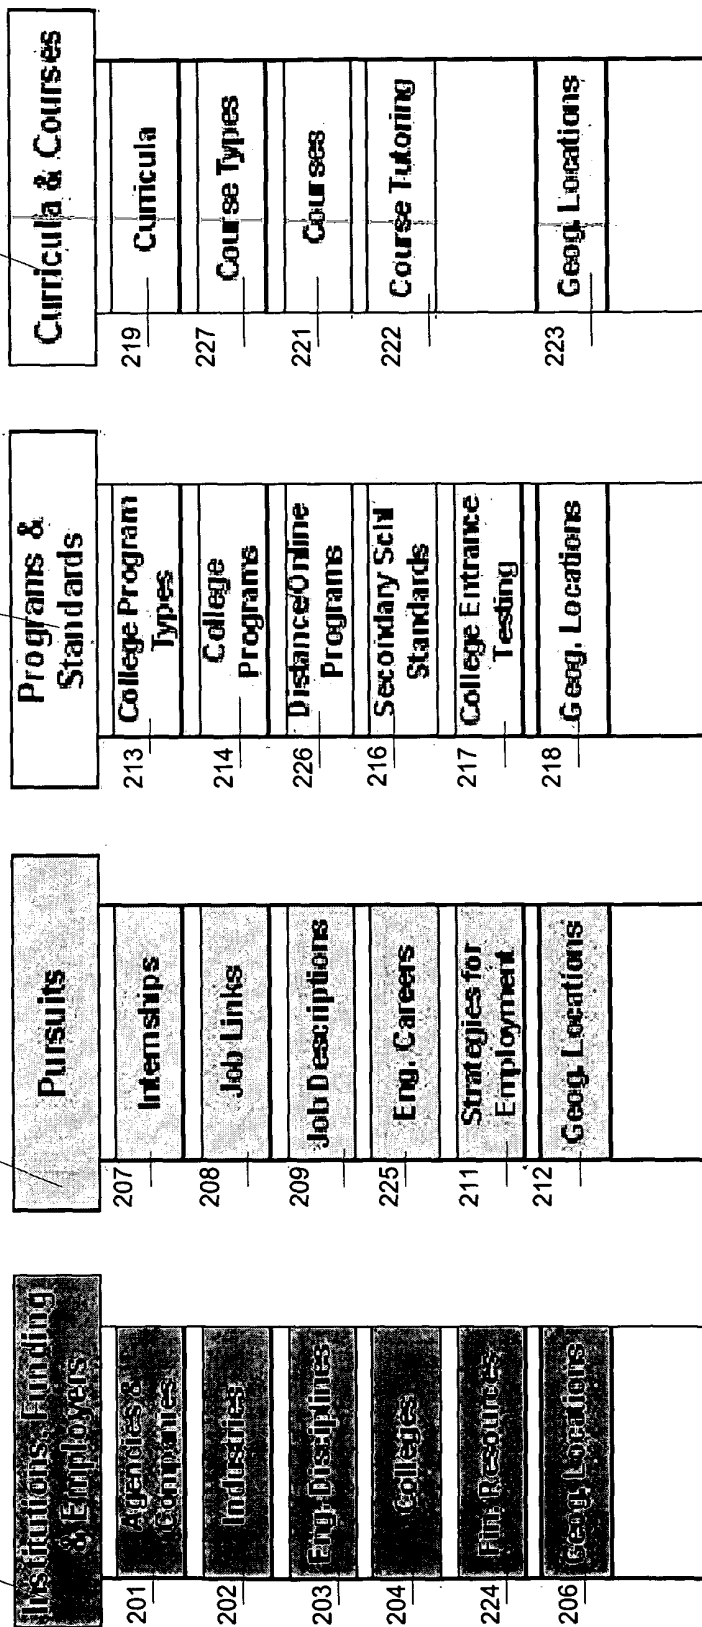 Institutions, Funding
& Employers
201
Agencies &
Companies
202
Industries
203
Eng. Disciplines
204
Colleges
224
Fin. Resources
206
Geog. Locations
Pursuits
207
Internships
208
Job Links
209
Job Descriptions
225
Eng. Careers
211
Strategies for
Employment
212
Geog. Locations
Programs &
Standards
213
College Program
Types
214
College
Programs
226
Distance/Online
Programs
216
Secondary Schl
Standards
217
College Entrance
Testing
218
Geog. Locations
Curricula & Courses
219
Curricula
227
Course Types
221
Courses
222
Course Tutoring
223
Geog. Locations